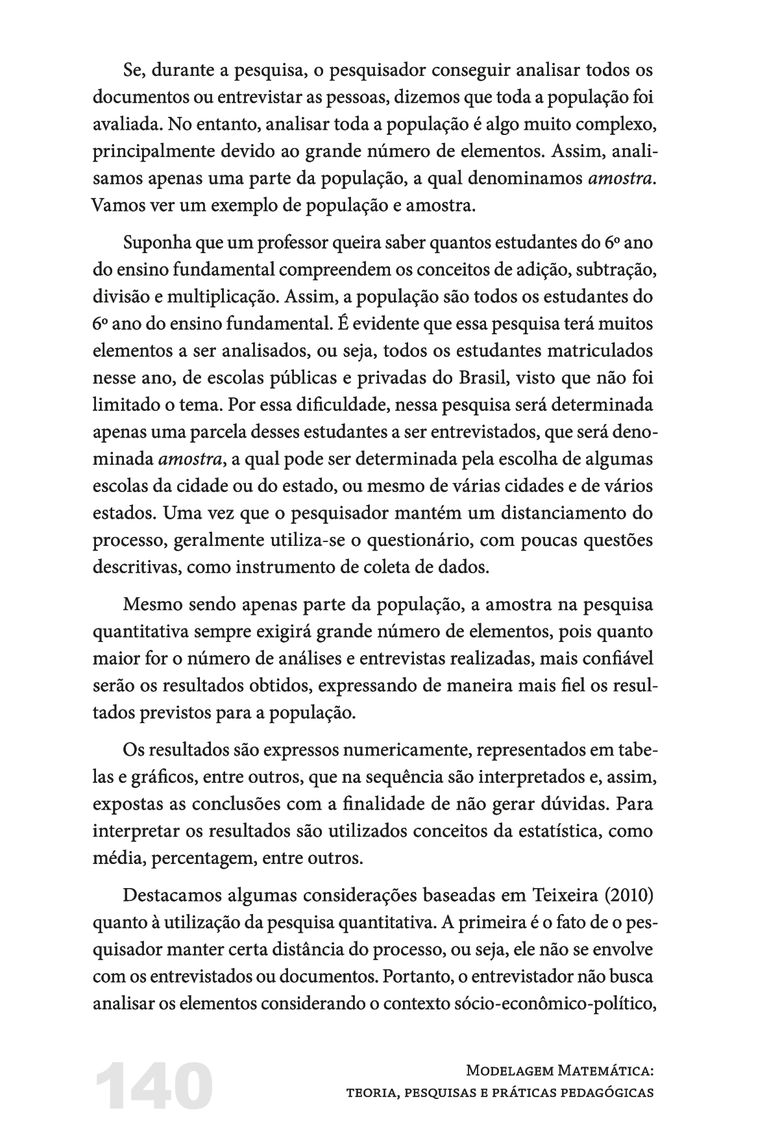 Se, durante a pesquisa, o pesquisador conseguir analisar todos os
documentos ou entrevistar as pessoas, dizemos que toda a população foi
avaliada. No entanto, analisar toda a população é algo muito complexo,
principalmente devido ao grande número de elementos. Assim, anali-
samos apenas uma parte da população, a qual denominamos amostra.
Vamos ver um exemplo de população e amostra.
Suponha que um professor queira saber quantos estudantes do 6º ano
do ensino fundamental compreendem os conceitos de adição, subtração,
divisão e multiplicação. Assim, a população são todos os estudantes do
6º ano do ensino fundamental. É evidente que essa pesquisa terá muitos
elementos a ser analisados, ou seja, todos os estudantes matriculados
nesse ano, de escolas públicas e privadas do Brasil, visto que não foi
limitado o tema. Por essa dificuldade, nessa pesquisa será determinada
apenas uma parcela desses estudantes a ser entrevistados, que será deno-
minada amostra, a qual pode ser determinada pela escolha de algumas
escolas da cidade ou do estado, ou mesmo de várias cidades e de vários
estados. Uma vez que o pesquisador mantém um distanciamento do
processo, geralmente utiliza-se o questionário, com poucas questões
descritivas, como instrumento de coleta de dados.
Mesmo sendo apenas parte da população, a amostra na pesquisa
quantitativa sempre exigirá grande número de elementos, pois quanto
maior for o número de análises e entrevistas realizadas, mais confiável
serão os resultados obtidos, expressando de maneira mais fiel os resul-
tados previstos para a população.
Os resultados são expressos numericamente, representados em tabe-
las e gráficos, entre outros, que na sequência são interpretados e, assim,
expostas as conclusões com a finalidade de não gerar dúvidas. Para
interpretar os resultados são utilizados conceitos da estatística, como
média, percentagem, entre outros.
Destacamos algumas considerações baseadas em Teixeira (2010)
quanto à utilização da pesquisa quantitativa. A primeira é o fato de o pes-
quisador manter certa distância do processo, ou seja, ele não se envolve
com os entrevistados ou documentos. Portanto, o entrevistador não busca
analisar os elementos considerando o contexto sócio-econômico-político,
140
Modelagem Matemática:
teoria, pesquisas e práticas pedagógicas